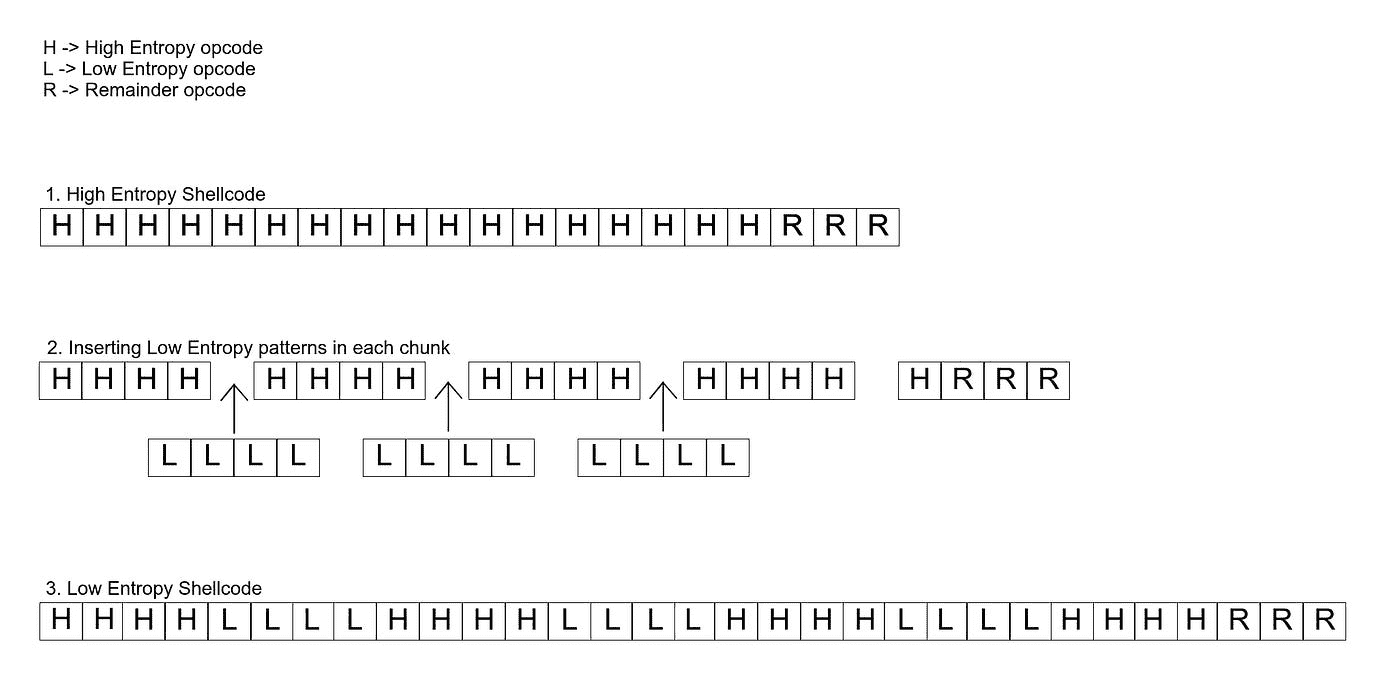 H -> High Entropy opcode
L -> Low Entropy opcode
R -> Remainder opcode
1. High Entropy Shellcode
H H H H H H H H H H H H H H H H H R R R
2. Inserting Low Entropy patterns in each chunk
H H H H H H H H H H H H H H H H H R R R
L L L L L L L L L L L L
3. Low Entropy Shellcode
H H H H L L L L H H H H L L L L H H H H L L L L H H H H R R R